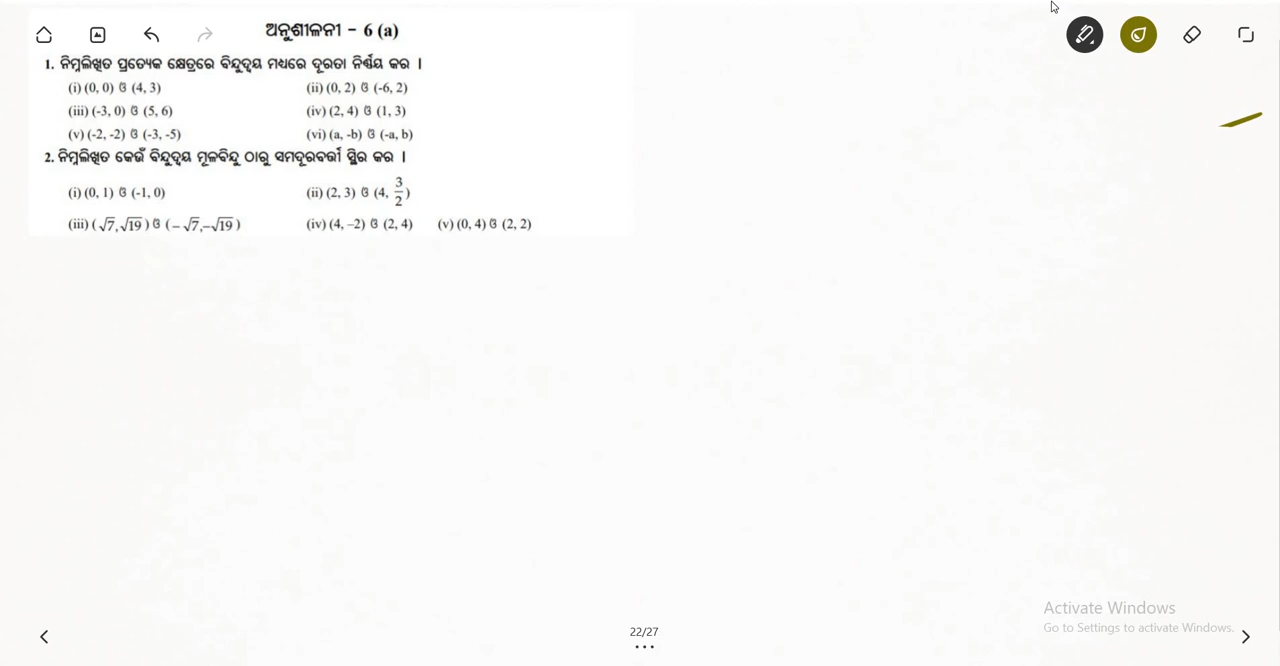 ଅନୁଶୀଳନୀ - 6 (a)
1. ନିମ୍ନଲିଖିତ ପ୍ରତ୍ୟେକ କ୍ଷେତ୍ରରେ ବିନ୍ଦୁଦ୍ୱୟ ମଧ୍ୟରେ ଦୂରତା ନିର୍ଣ୍ଣୟ କର ।
(i) (0, 0) ଓ (4, 3) (ii) (0, 2) ଓ (-6, 2)
(iii) (-3, 0) ଓ (5, 6) (iv) (2, 4) ଓ (1, 3)
(v) (-2, -2) ଓ (-3, -5) (vi) (a, -b) ଓ (-a, b)
2. ନିମ୍ନଲିଖିତ କେଉଁ ବିନ୍ଦୁଦ୍ୱୟ ମୂଳବିନ୍ଦୁ ଠାରୁ ସମଦୂରବର୍ତ୍ତୀ ସ୍ଥିର କର ।
(i) (0, 1) ଓ (-1, 0) (ii) (2, 3) ଓ (4, 3/2)
(iii) (√7,√19) ଓ (–√7,–√19) (iv) (4, –2) ଓ (2, 4) (v) (0, 4) ଓ (2, 2)
Activate Windows
Go to Settings to activate Windows.
22/27